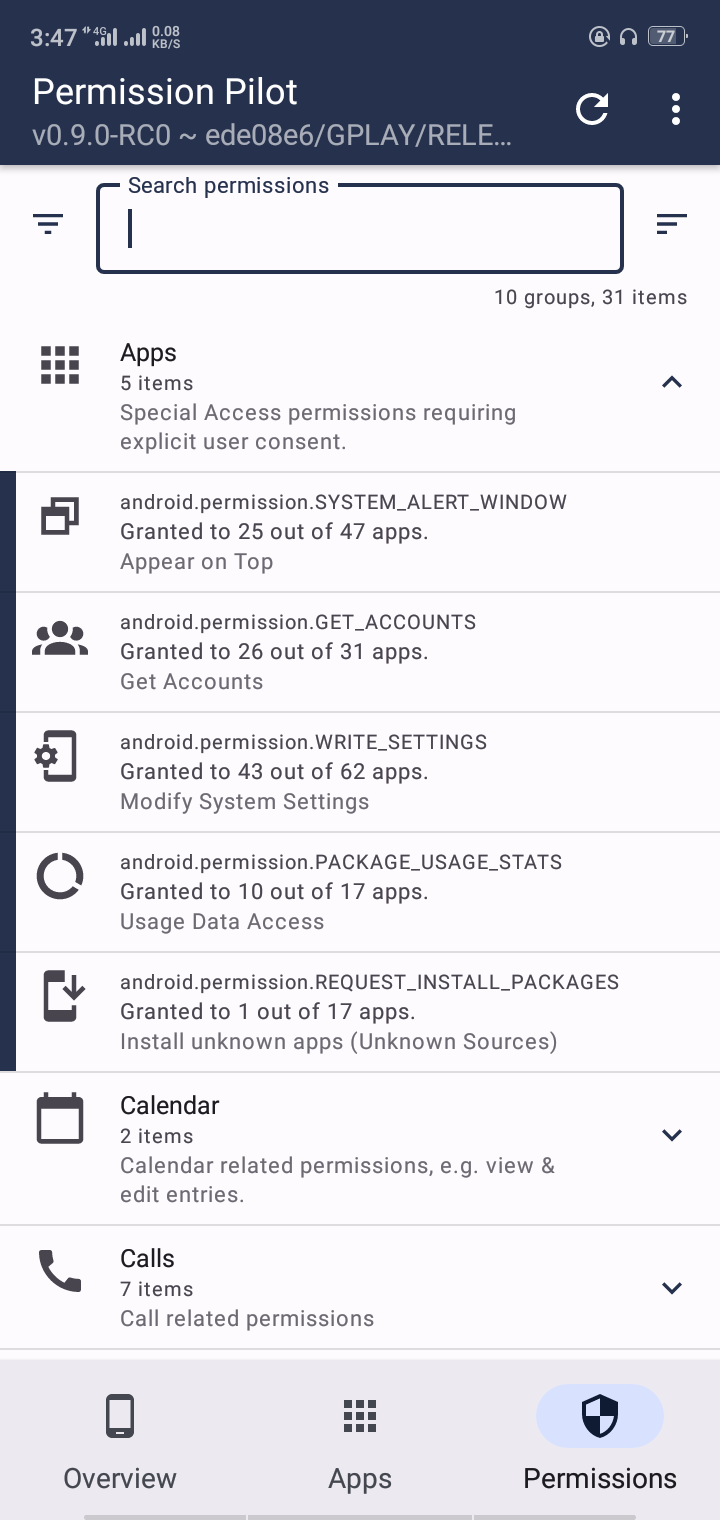 3:47 4G 0.08 KB/S 77
Permission Pilot
v0.9.0-RC0 ~ ede08e6/GPLAY/RELE...
Search permissions
10 groups, 31 items
Apps
5 items
Special Access permissions requiring
explicit user consent.
android.permission.SYSTEM_ALERT_WINDOW
Granted to 25 out of 47 apps.
Appear on Top
android.permission.GET_ACCOUNTS
Granted to 26 out of 31 apps.
Get Accounts
android.permission.WRITE_SETTINGS
Granted to 43 out of 62 apps.
Modify System Settings
android.permission.PACKAGE_USAGE_STATS
Granted to 10 out of 17 apps.
Usage Data Access
android.permission.REQUEST_INSTALL_PACKAGES
Granted to 1 out of 17 apps.
Install unknown apps (Unknown Sources)
Calendar
2 items
Calendar related permissions, e.g. view &
edit entries.
Calls
7 items
Call related permissions
Overview Apps Permissions